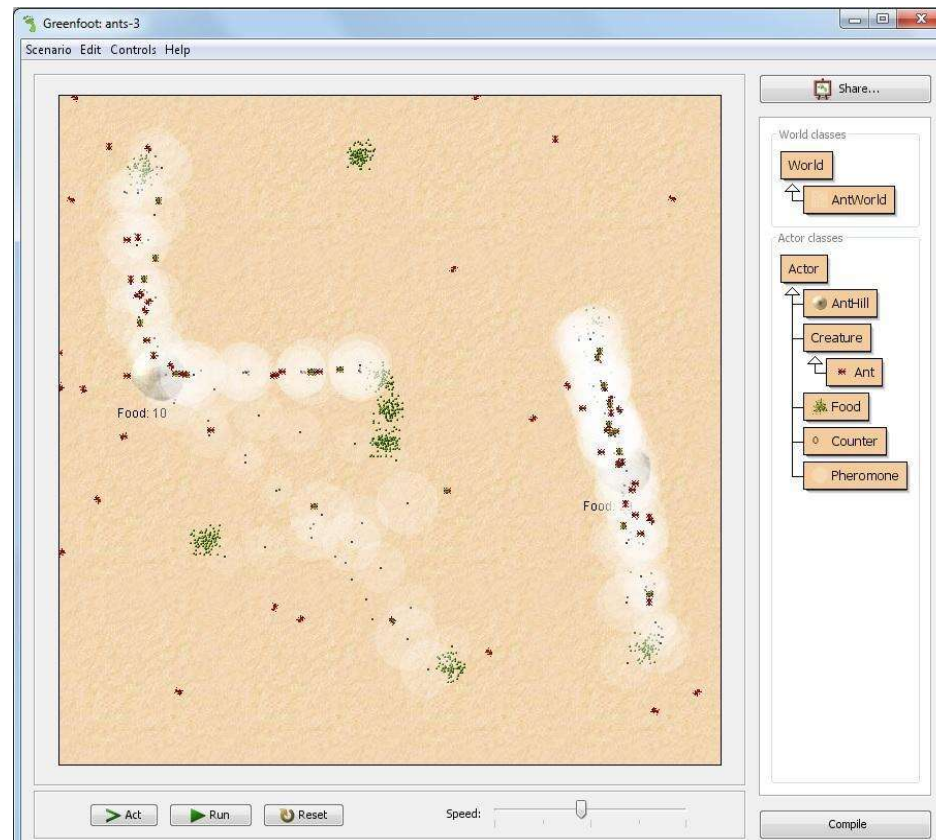 Greenfoot: ants-3
Scenario Edit Controls Help
Share...
World classes
World
AntWorld
Actor classes
Actor
AntHill
Creature
Ant
Food
Counter
Pheromone
Food: 10
Food:
Act
Run
Reset
Speed:
Compile